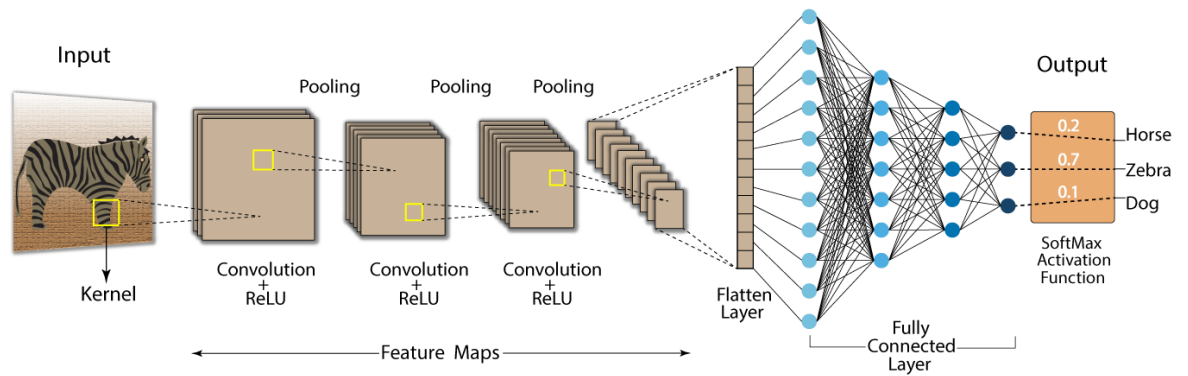 Input
Kernel
Pooling
Pooling
Pooling
Convolution
+
ReLU
Convolution
+
ReLU
Convolution
+
ReLU
Feature Maps
Flatten
Layer
Fully
Connected
Layer
Output
0.2
0.7
0.1
Horse
Zebra
Dog
SoftMax
Activation
Function